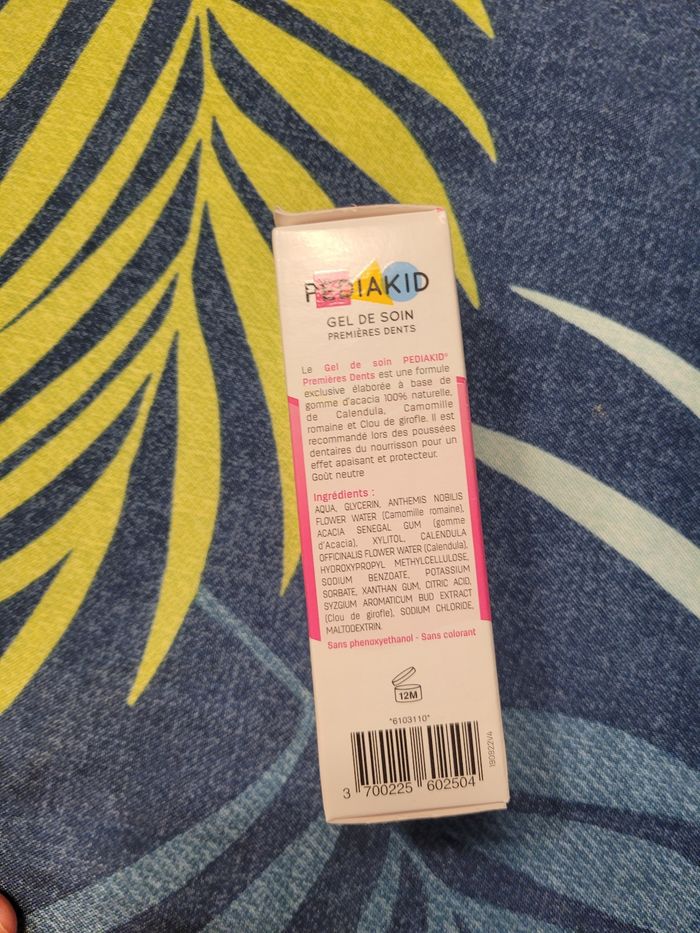 PEDIAKID
GEL DE SOIN
PREMIÈRES DENTS
Le Gel de soin PEDIAKID®
Premières Dents est une formule
exclusive élaborée à base de
gomme d'acacia 100% naturelle,
de Calendula, Camomille
romaine et Clou de girofle. Il est
recommandé lors des poussées
dentaires du nourrisson pour un
effet apaisant et protecteur.
Goût neutre
Ingrédients :
AQUA, GLYCERIN, ANTHEMIS NOBILIS
FLOWER WATER (Camomille romaine),
ACACIA SENEGAL GUM (gomme
d'Acacia), XYLITOL, CALENDULA
OFFICINALIS FLOWER WATER (Calendula),
HYDROXYPROPYL METHYLCELLULOSE,
SODIUM BENZOATE, POTASSIUM
SORBATE, XANTHAN GUM, CITRIC ACID,
SYZGIUM AROMATICUM BUD EXTRACT
(Clou de girofle), SODIUM CHLORIDE,
MALTODEXTRIN.
Sans phenoxyethanol - Sans colorant
12M
*6103110*
190822V4
3 700225 602504